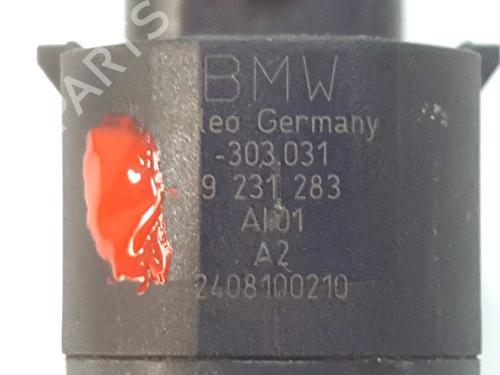 BMW
leo Germany
-303.031
9 231 283
AI01
A2
2408100210